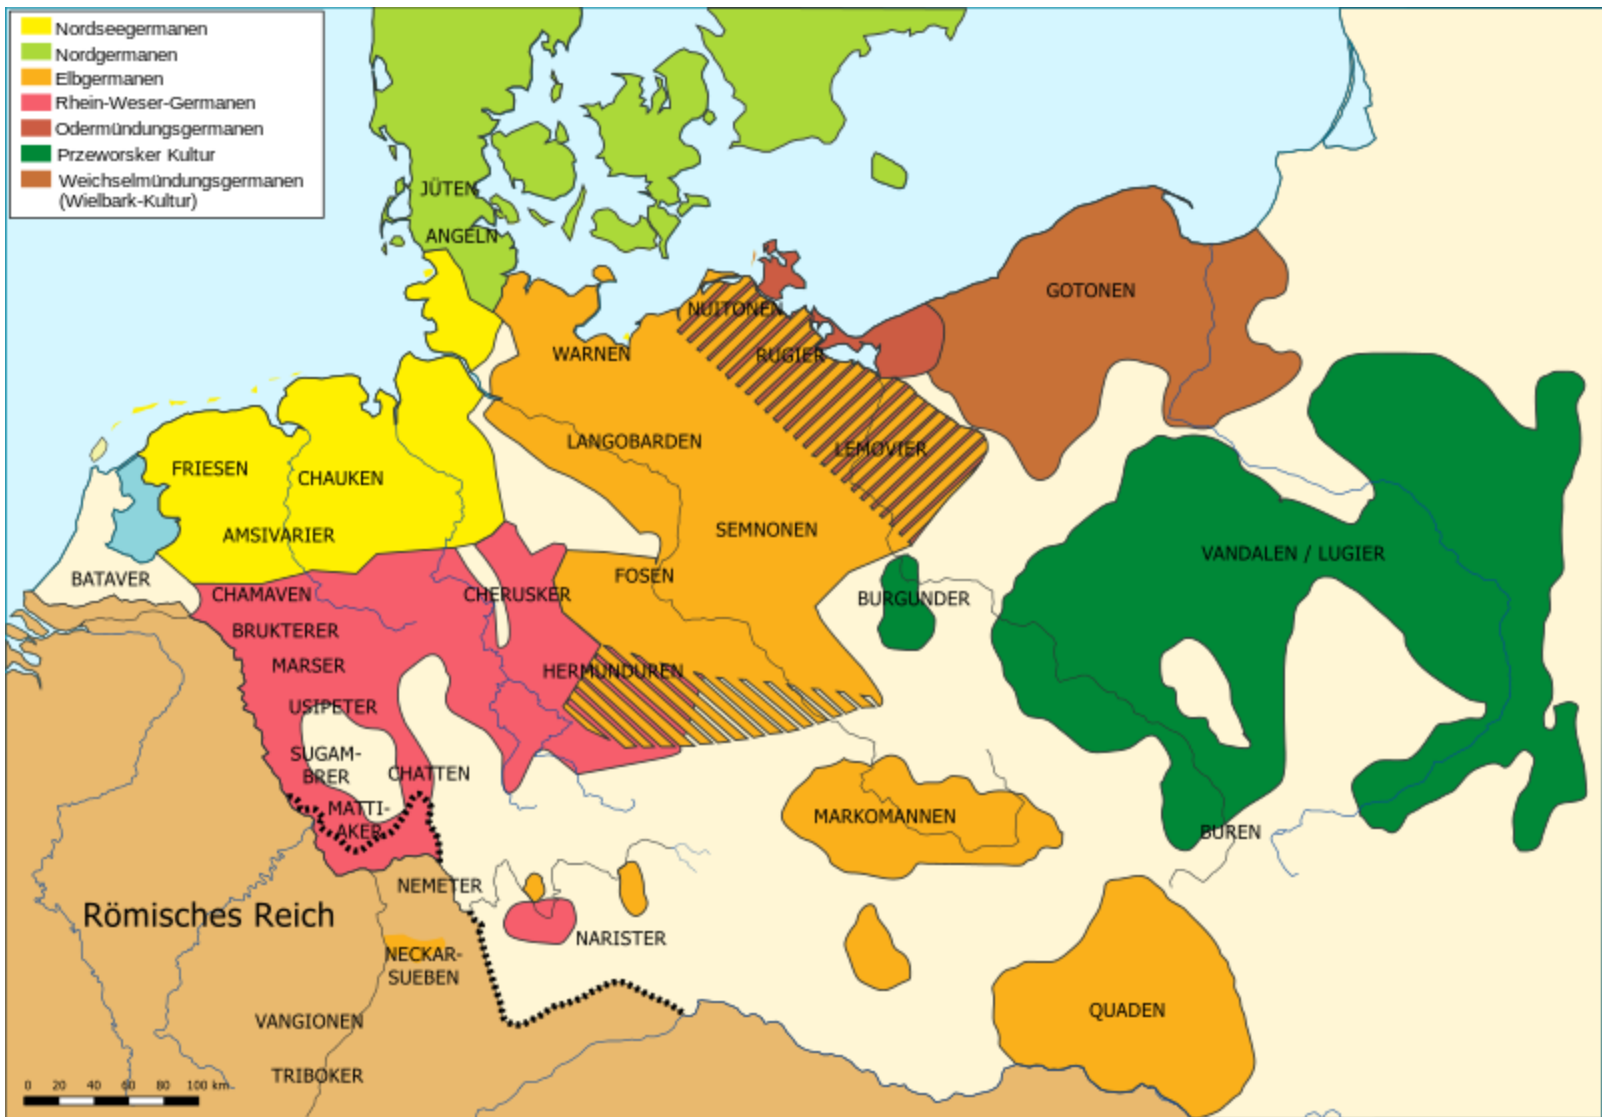 Nordseegermanen
Nordgermanen
Elbgermanen
Rhein-Weser-Germanen
Odermündungsgermanen
Przeworsker Kultur
Weichselmündungsgermanen
(Wielbark-Kultur)
JÜTEN
ANGELN
GOTONEN
NUITONEN
WARNEN
RUGIER
LANGOBARDEN
LEMOVIER
FRIESEN
CHAUKEN
AMSIVARIER
SEMNONEN
VANDALEN / LUGIER
BATAVER
FOSEN
CHAMAVEN
CHERUSKER
BURGUNDER
BRUKTERER
MARSER
HERMUNDUREN
USIPETER
SUGAM-
BRER
CHATTEN
MATTI-
AKER
MARKOMANNEN
BUREN
NEMETER
Römisches Reich
NARISTER
NECKAR-
SUEBEN
QUADEN
VANGIONEN
TRIBOKER
0 20 40 60 80 100 km